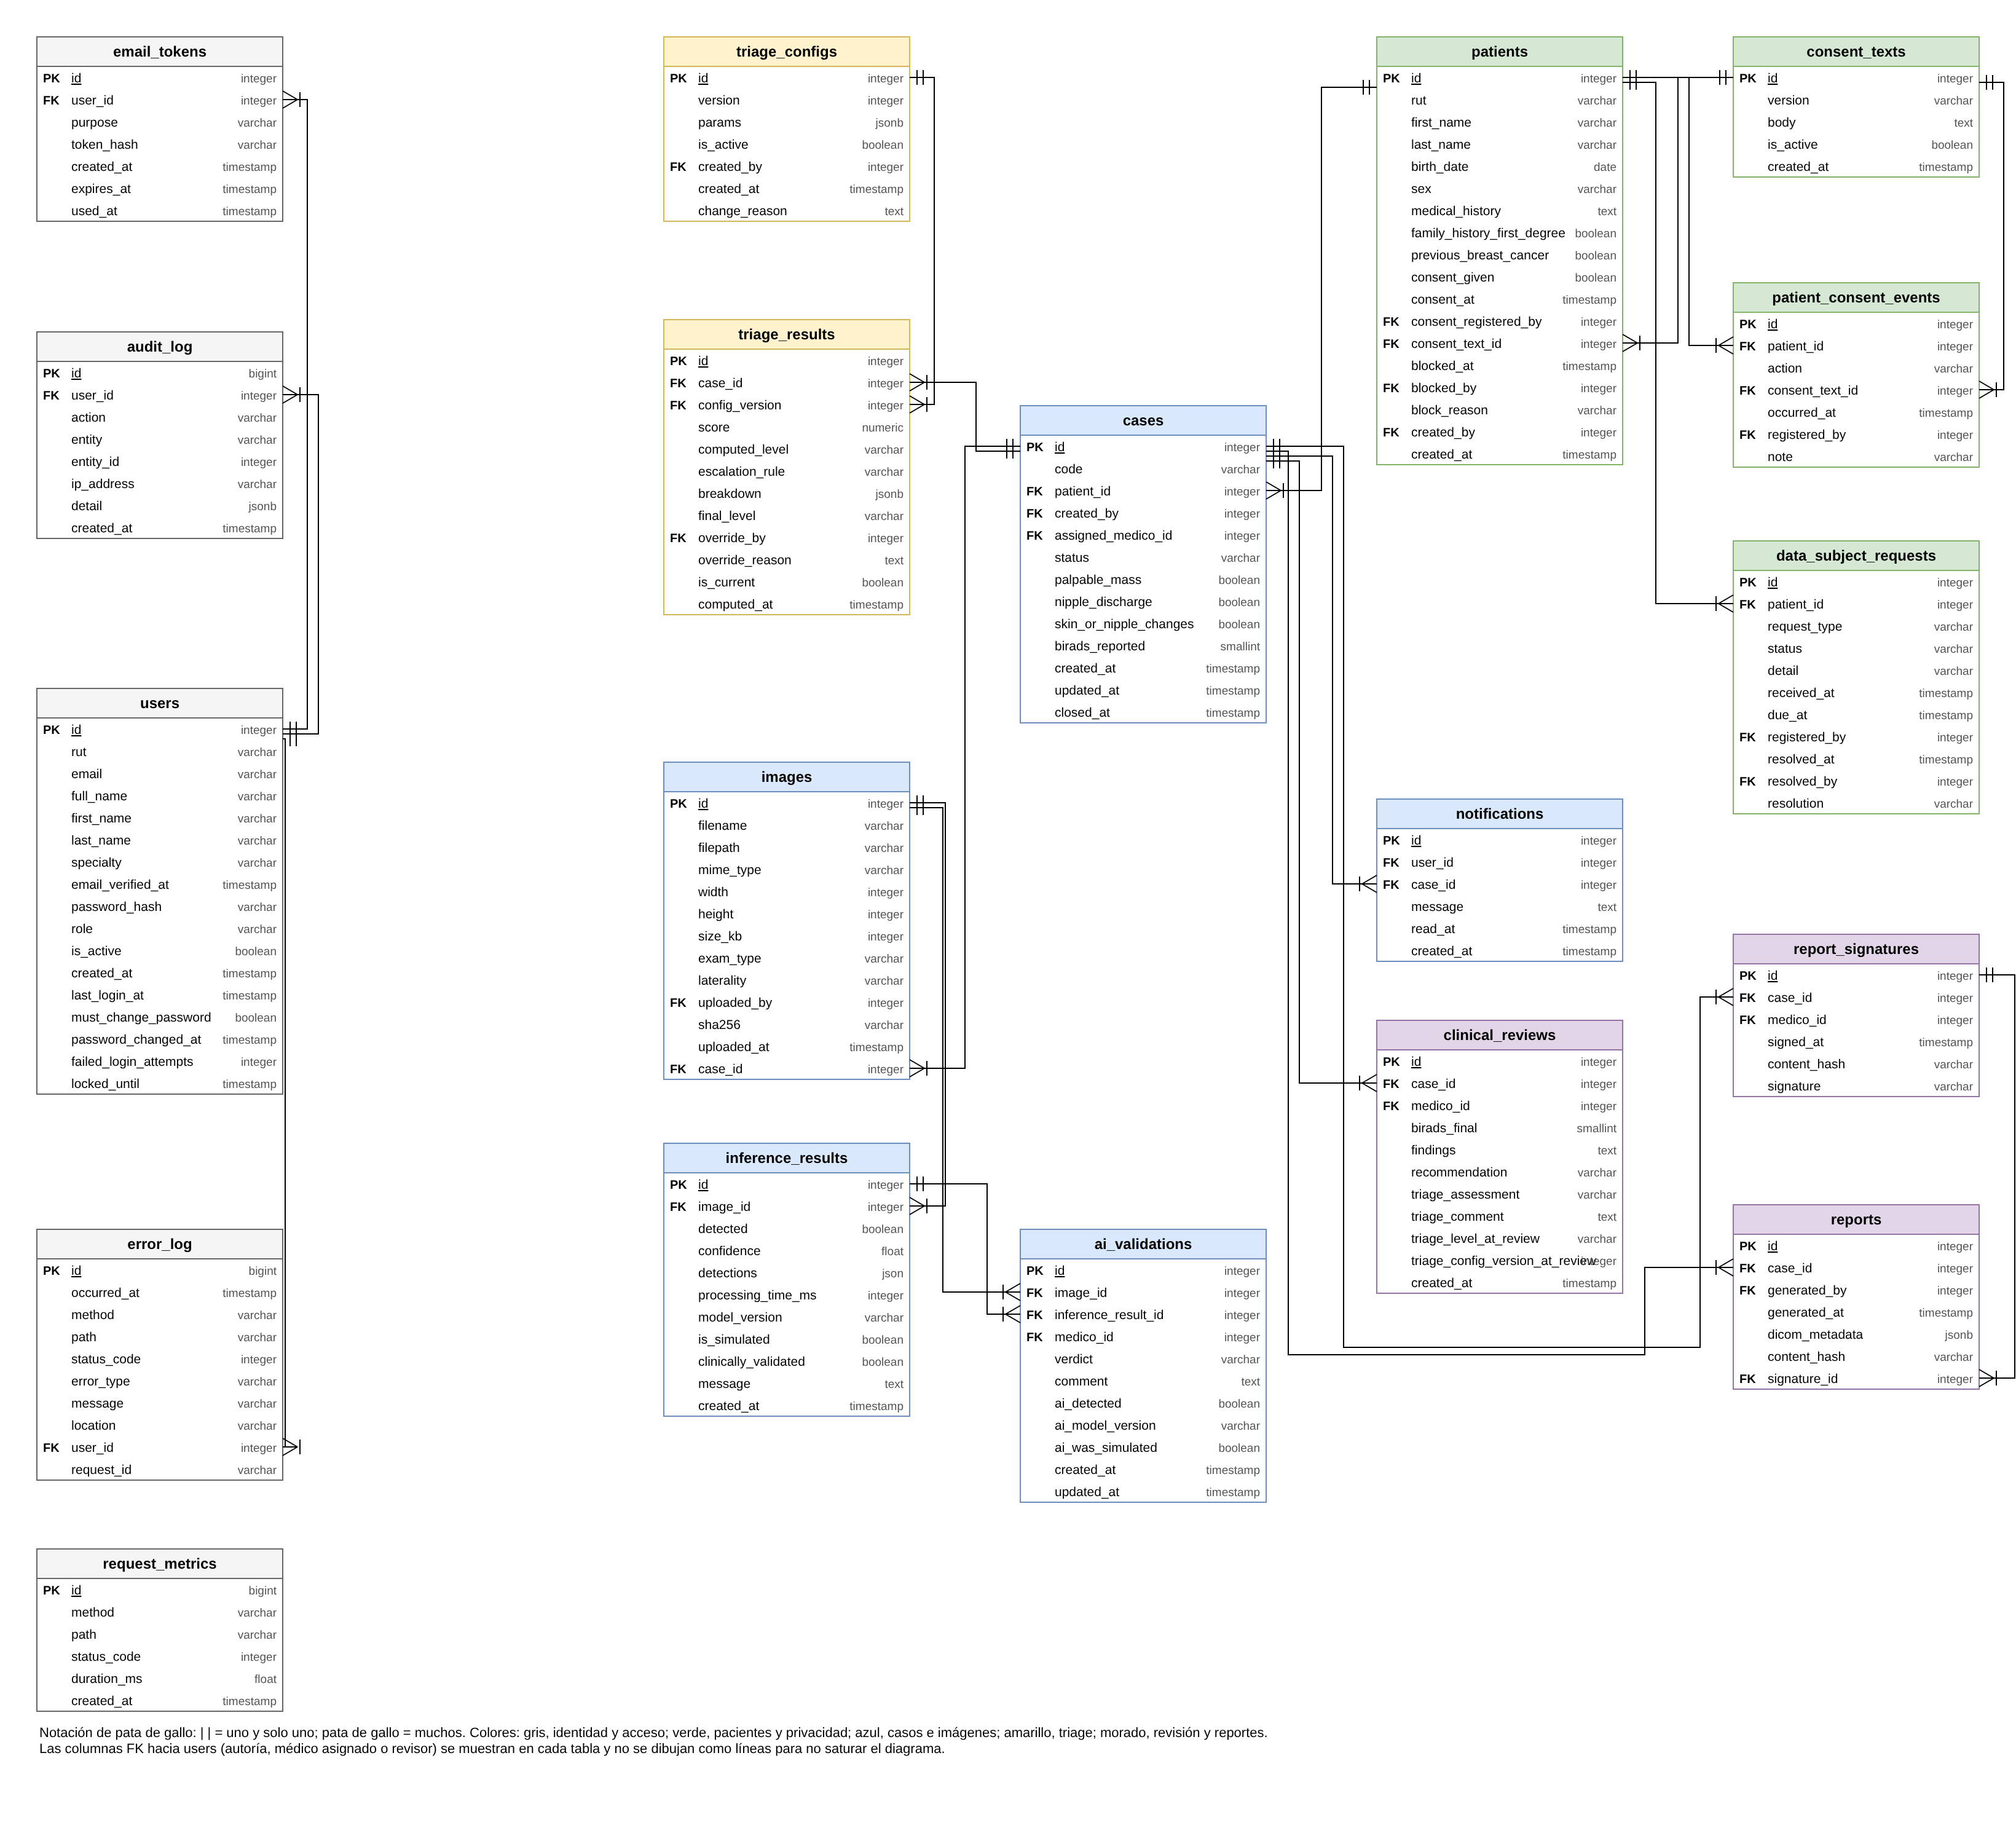 email_tokens
PK id integer
FK user_id integer
purpose varchar
token_hash varchar
created_at timestamp
expires_at timestamp
used_at timestamp
audit_log
PK id bigint
FK user_id integer
action varchar
entity varchar
entity_id integer
ip_address varchar
detail jsonb
created_at timestamp
users
PK id integer
rut varchar
email varchar
full_name varchar
first_name varchar
last_name varchar
specialty varchar
email_verified_at timestamp
password_hash varchar
role varchar
is_active boolean
created_at timestamp
last_login_at timestamp
must_change_password boolean
password_changed_at timestamp
failed_login_attempts integer
locked_until timestamp
error_log
PK id bigint
occurred_at timestamp
method varchar
path varchar
status_code integer
error_type varchar
message varchar
location varchar
FK user_id integer
request_id varchar
request_metrics
PK id bigint
method varchar
path varchar
status_code integer
duration_ms float
created_at timestamp
triage_configs
PK id integer
version integer
params jsonb
is_active boolean
FK created_by integer
created_at timestamp
change_reason text
triage_results
PK id integer
FK case_id integer
FK config_version integer
score numeric
computed_level varchar
escalation_rule varchar
breakdown jsonb
final_level varchar
FK override_by integer
override_reason text
is_current boolean
computed_at timestamp
images
PK id integer
filename varchar
filepath varchar
mime_type varchar
width integer
height integer
size_kb integer
exam_type varchar
laterality varchar
FK uploaded_by integer
sha256 varchar
uploaded_at timestamp
FK case_id integer
inference_results
PK id integer
FK image_id integer
detected boolean
confidence float
detections json
processing_time_ms integer
model_version varchar
is_simulated boolean
clinically_validated boolean
message text
created_at timestamp
cases
PK id integer
code varchar
FK patient_id integer
FK created_by integer
FK assigned_medico_id integer
status varchar
palpable_mass boolean
nipple_discharge boolean
skin_or_nipple_changes boolean
birads_reported smallint
created_at timestamp
updated_at timestamp
closed_at timestamp
ai_validations
PK id integer
FK image_id integer
FK inference_result_id integer
FK medico_id integer
verdict varchar
comment text
ai_detected boolean
ai_model_version varchar
ai_was_simulated boolean
created_at timestamp
updated_at timestamp
patients
PK id integer
rut varchar
first_name varchar
last_name varchar
birth_date date
sex varchar
medical_history text
family_history_first_degree boolean
previous_breast_cancer boolean
consent_given boolean
consent_at timestamp
FK consent_registered_by integer
FK consent_text_id integer
blocked_at timestamp
FK blocked_by integer
block_reason varchar
FK created_by integer
created_at timestamp
notifications
PK id integer
FK user_id integer
FK case_id integer
message text
read_at timestamp
created_at timestamp
clinical_reviews
PK id integer
FK case_id integer
FK medico_id integer
birads_final smallint
findings text
recommendation varchar
triage_assessment varchar
triage_comment text
triage_level_at_review varchar
triage_config_version_at_review integer
created_at timestamp
consent_texts
PK id integer
version varchar
body text
is_active boolean
created_at timestamp
patient_consent_events
PK id integer
FK patient_id integer
action varchar
FK consent_text_id integer
occurred_at timestamp
FK registered_by integer
note varchar
data_subject_requests
PK id integer
FK patient_id integer
request_type varchar
status varchar
detail varchar
received_at timestamp
due_at timestamp
FK registered_by integer
resolved_at timestamp
FK resolved_by integer
resolution varchar
report_signatures
PK id integer
FK case_id integer
FK medico_id integer
signed_at timestamp
content_hash varchar
signature varchar
reports
PK id integer
FK case_id integer
FK generated_by integer
generated_at timestamp
dicom_metadata jsonb
content_hash varchar
FK signature_id integer
Notación de pata de gallo: | | = uno y solo uno; pata de gallo = muchos. Colores: gris, identidad y acceso; verde, pacientes y privacidad; azul, casos e imágenes; amarillo, triage; morado, revisión y reportes.
Las columnas FK hacia users (autoría, médico asignado o revisor) se muestran en cada tabla y no se dibujan como líneas para no saturar el diagrama.